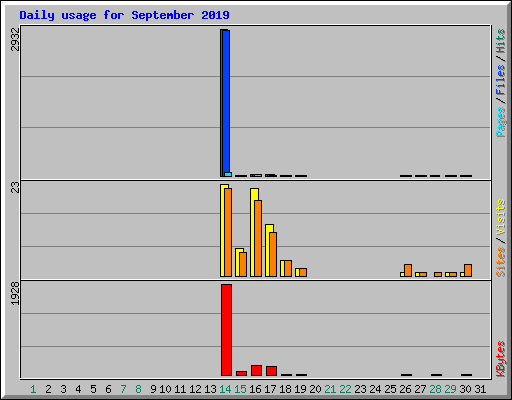 Daily usage for September 2019
2932
Pages/Files/Hits
23
Sites/Visits
1928
KBytes
1 2 3 4 5 6 7 8 9 10 11 12 13 14 15 16 17 18 19 20 21 22 23 24 25 26 27 28 29 30 31